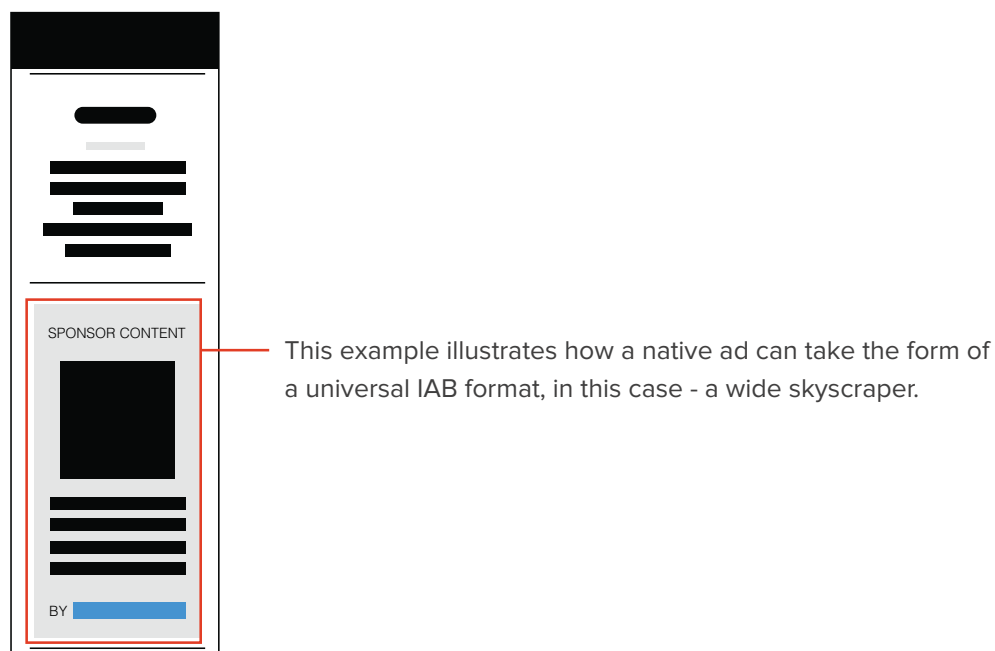 SPONSOR CONTENT
This example illustrates how a native ad can take the form of
a universal IAB format, in this case - a wide skyscraper.
BY